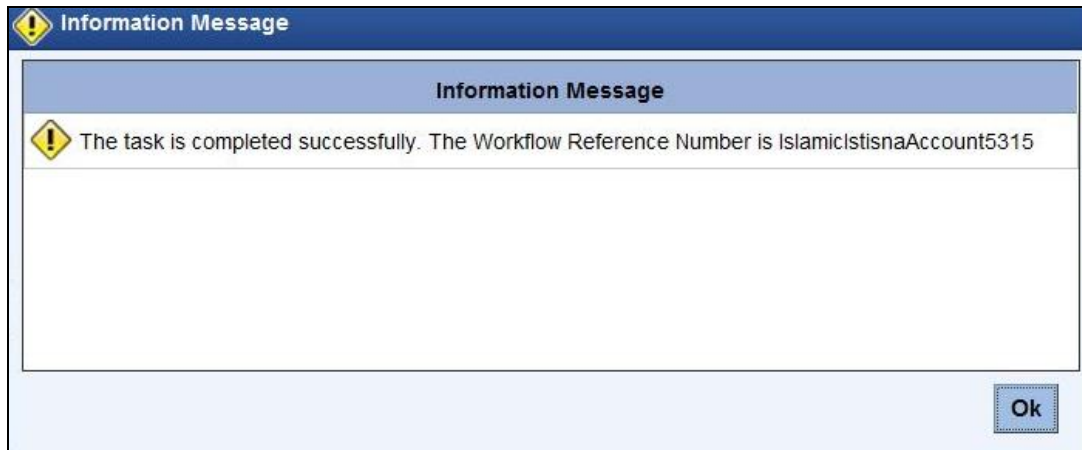 Information Message
Information Message
The task is completed successfully. The Workflow Reference Number is IslamicIstisnaAccount5315
Ok